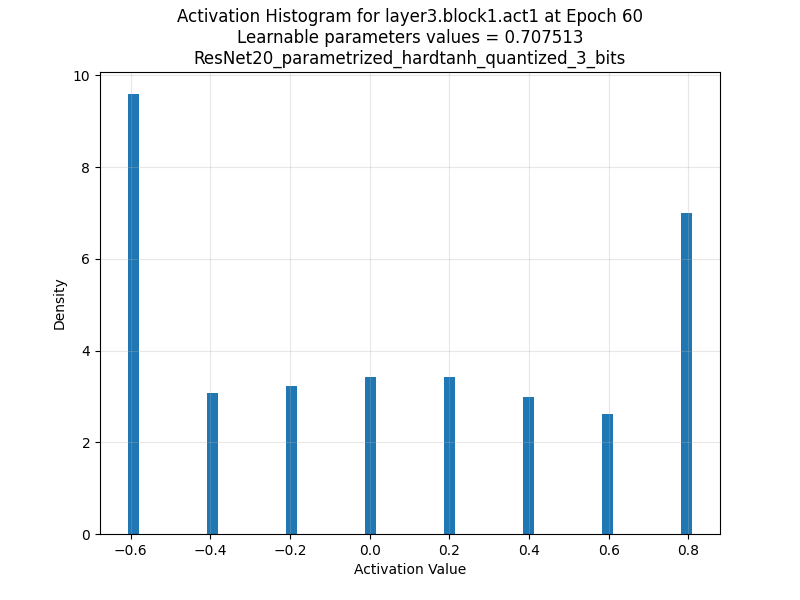 Activation Histogram for layer3.block1.act1 at Epoch 60
Learnable parameters values = 0.707513
ResNet20_parametrized_hardtanh_quantized_3_bits
10
8
6
4
2
0
Density
−0.6 −0.4 −0.2 0.0 0.2 0.4 0.6 0.8
Activation Value